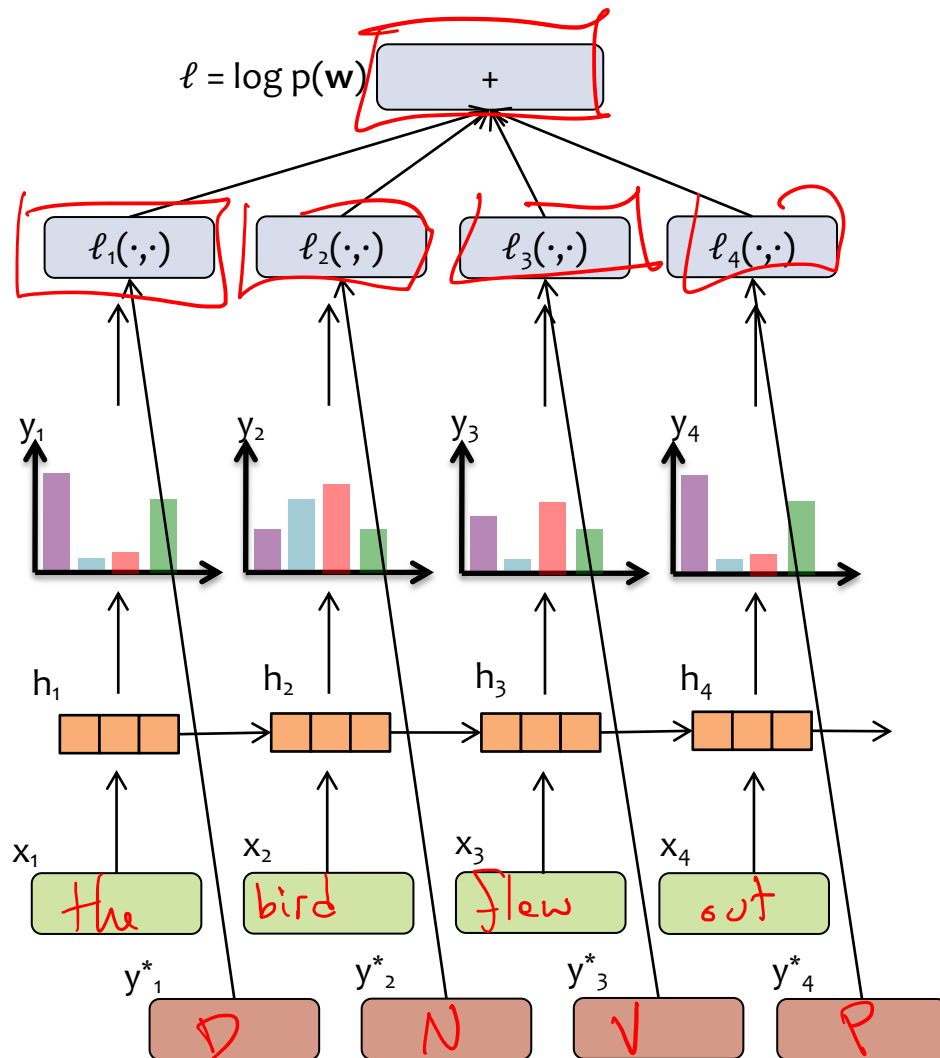 ℓ = log p(w) +
ℓ₁(·,·) ℓ₂(·,·) ℓ₃(·,·) ℓ₄(·,·)
y₁ y₂ y₃ y₄
h₁ h₂ h₃ h₄
x₁ x₂ x₃ x₄
the bird flew out
y*₁ y*₂ y*₃ y*₄
D N V P